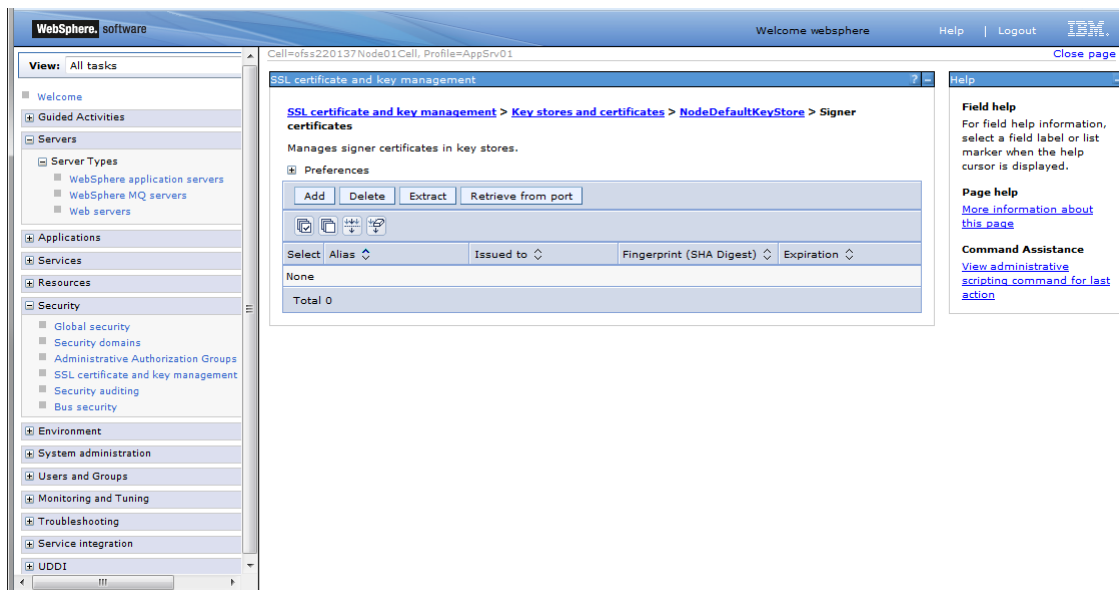 WebSphere. software
Welcome websphere
Help | Logout
IBM.
View: All tasks
Welcome
Guided Activities
Servers
Server Types
WebSphere application servers
WebSphere MQ servers
Web servers
Applications
Services
Resources
Security
Global security
Security domains
Administrative Authorization Groups
SSL certificate and key management
Security auditing
Bus security
Environment
System administration
Users and Groups
Monitoring and Tuning
Troubleshooting
Service integration
UDDI
Cell=ofss220137Node01Cell, Profile=AppSrv01
Close page
SSL certificate and key management
?
SSL certificate and key management > Key stores and certificates > NodeDefaultKeyStore > Signer
certificates
Manages signer certificates in key stores.
Preferences
Add Delete Extract Retrieve from port
Select Alias Issued to Fingerprint (SHA Digest) Expiration
None
Total 0
Help
Field help
For field help information,
select a field label or list
marker when the help
cursor is displayed.
Page help
More information about
this page
Command Assistance
View administrative
scripting command for last
action